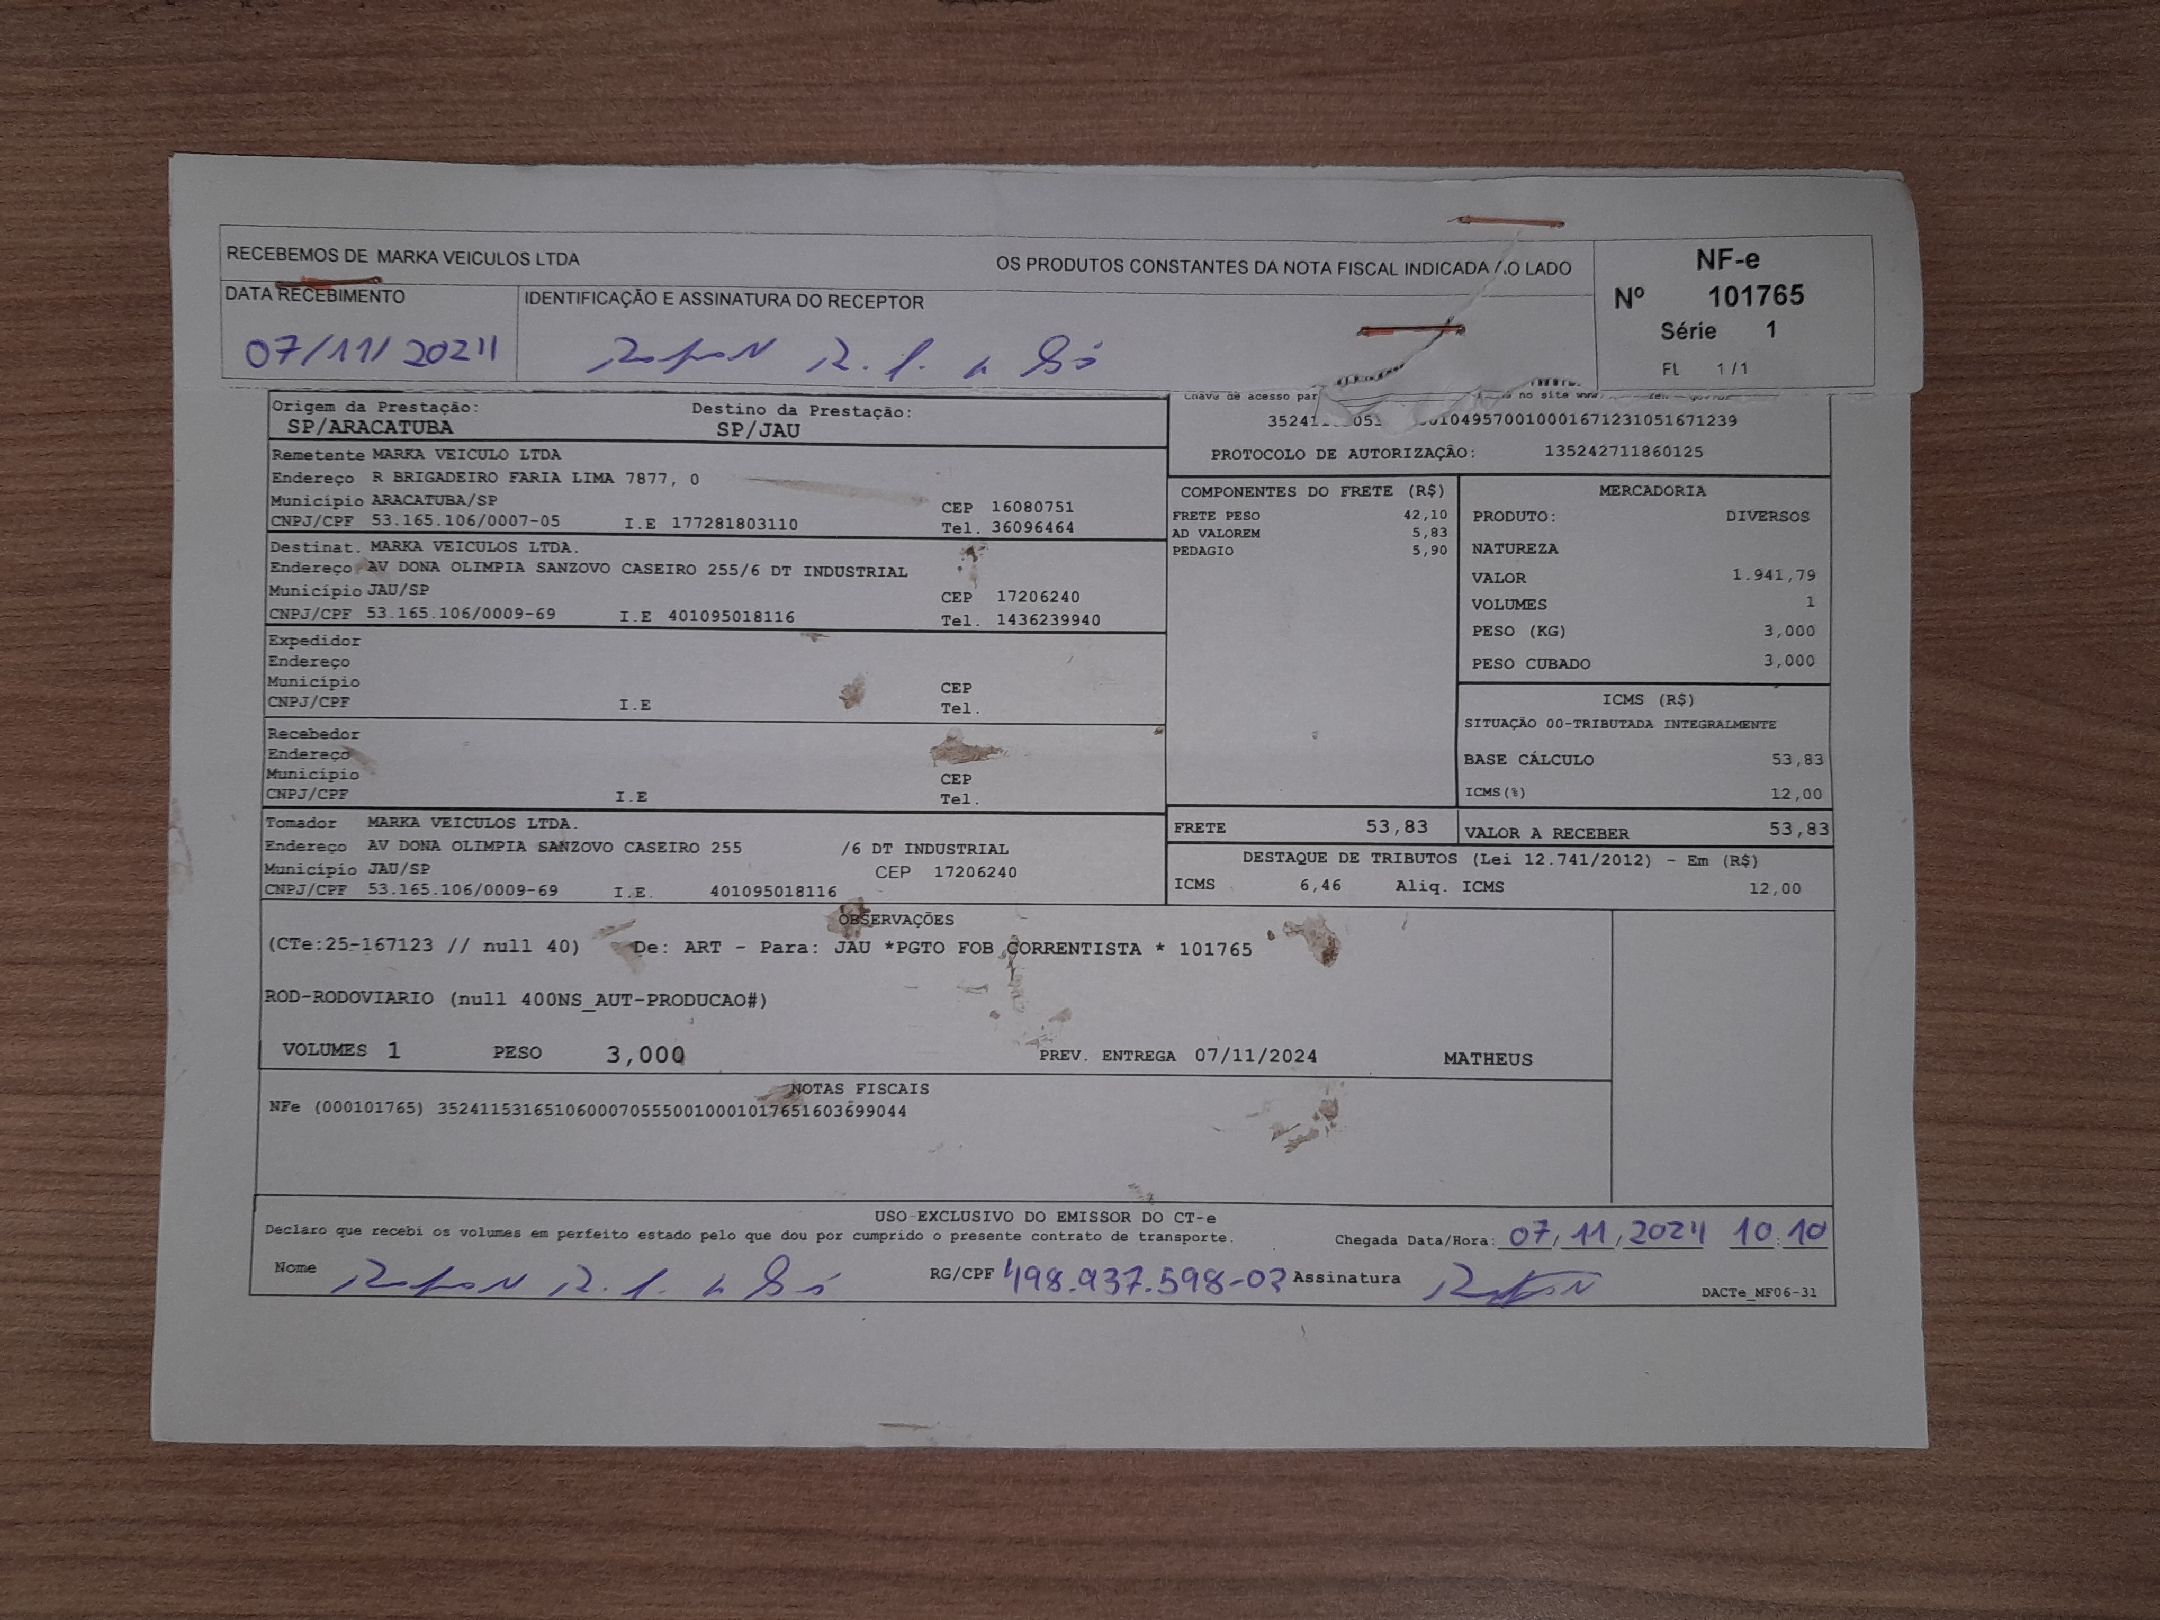 RECEBEMOS DE MARKA VEICULOS LTDA OS PRODUTOS CONSTANTES DA NOTA FISCAL INDICADA AO LADO
NF-e
Nº 101765
Série 1
FL 1/1
DATA RECEBIMENTO
07/11/2024
IDENTIFICAÇÃO E ASSINATURA DO RECEPTOR
Origem da Prestação: Destino da Prestação:
SP/ARACATUBA SP/JAU
Chave de acesso par no site www.
01049570010001671231051671239
PROTOCOLO DE AUTORIZAÇÃO: 135242711860125
Remetente MARKA VEICULO LTDA
Endereço R BRIGADEIRO FARIA LIMA 7877, 0
Município ARACATUBA/SP CEP 16080751
CNPJ/CPF 53.165.106/0007-05 I.E 177281803110 Tel. 36096464
Destinat. MARKA VEICULOS LTDA.
Endereço AV DONA OLIMPIA SANZOVO CASEIRO 255/6 DT INDUSTRIAL
Município JAU/SP CEP 17206240
CNPJ/CPF 53.165.106/0009-69 I.E 401095018116 Tel. 1436239940
Expedidor
Endereço
Município CEP
CNPJ/CPF I.E Tel.
Recebedor
Endereço
Município CEP
CNPJ/CPF I.E Tel.
Tomador MARKA VEICULOS LTDA.
Endereço AV DONA OLIMPIA SANZOVO CASEIRO 255 /6 DT INDUSTRIAL
Município JAU/SP CEP 17206240
CNPJ/CPF 53.165.106/0009-69 I.E. 401095018116
COMPONENTES DO FRETE (R$)
FRETE PESO 42,10
AD VALOREM 5,83
PEDAGIO 5,90
MERCADORIA
PRODUTO: DIVERSOS
NATUREZA
VALOR 1.941,79
VOLUMES 1
PESO (KG) 3,000
PESO CUBADO 3,000
ICMS (R$)
SITUAÇÃO 00-TRIBUTADA INTEGRALMENTE
BASE CÁLCULO 53,83
ICMS(%) 12,00
FRETE 53,83 VALOR A RECEBER 53,83
DESTAQUE DE TRIBUTOS (Lei 12.741/2012) - Em (R$)
ICMS 6,46 Aliq. ICMS 12,00
OBSERVAÇÕES
(CTe:25-167123 // null 40) De: ART - Para: JAU *PGTO FOB CORRENTISTA * 101765
ROD-RODOVIARIO (null 400NS_AUT-PRODUCAO#)
VOLUMES 1 PESO 3,000 PREV. ENTREGA 07/11/2024 MATHEUS
NOTAS FISCAIS
NFe (000101765) 35241153165106000705550010001017651603699044
USO EXCLUSIVO DO EMISSOR DO CT-e
Declaro que recebi os volumes em perfeito estado pelo que dou por cumprido o presente contrato de transporte.
Chegada Data/Hora: 07/11/2024 10:10
Nome
RG/CPF 498.937.598-02 Assinatura
DACTe_MF06-31